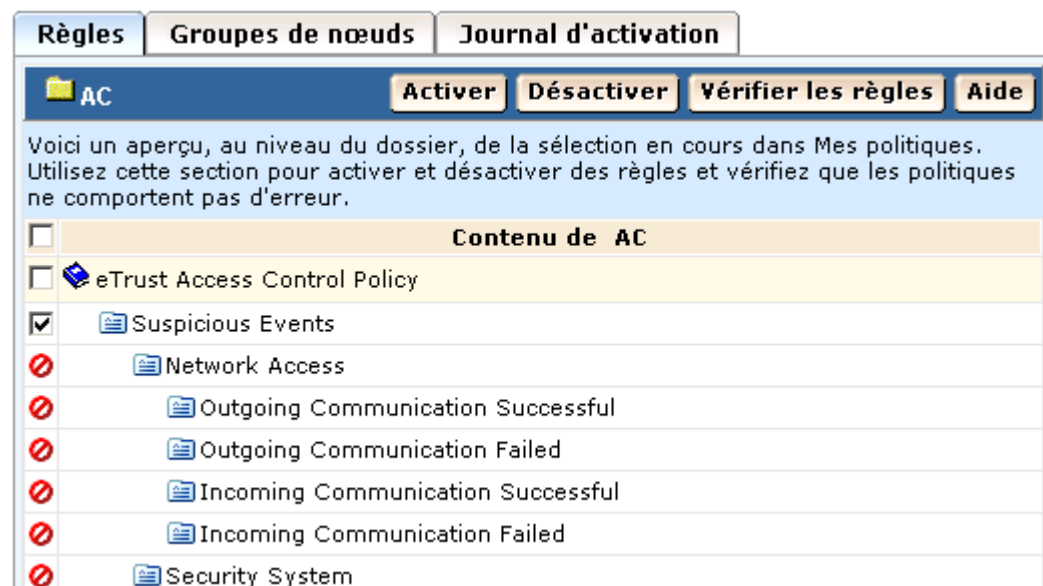 Règles Groupes de nœuds Journal d'activation
AC Activer Désactiver Vérifier les règles Aide
Voici un aperçu, au niveau du dossier, de la sélection en cours dans Mes politiques.
Utilisez cette section pour activer et désactiver des règles et vérifiez que les politiques
ne comportent pas d'erreur.
Contenu de AC
eTrust Access Control Policy
Suspicious Events
Network Access
Outgoing Communication Successful
Outgoing Communication Failed
Incoming Communication Successful
Incoming Communication Failed
Security System